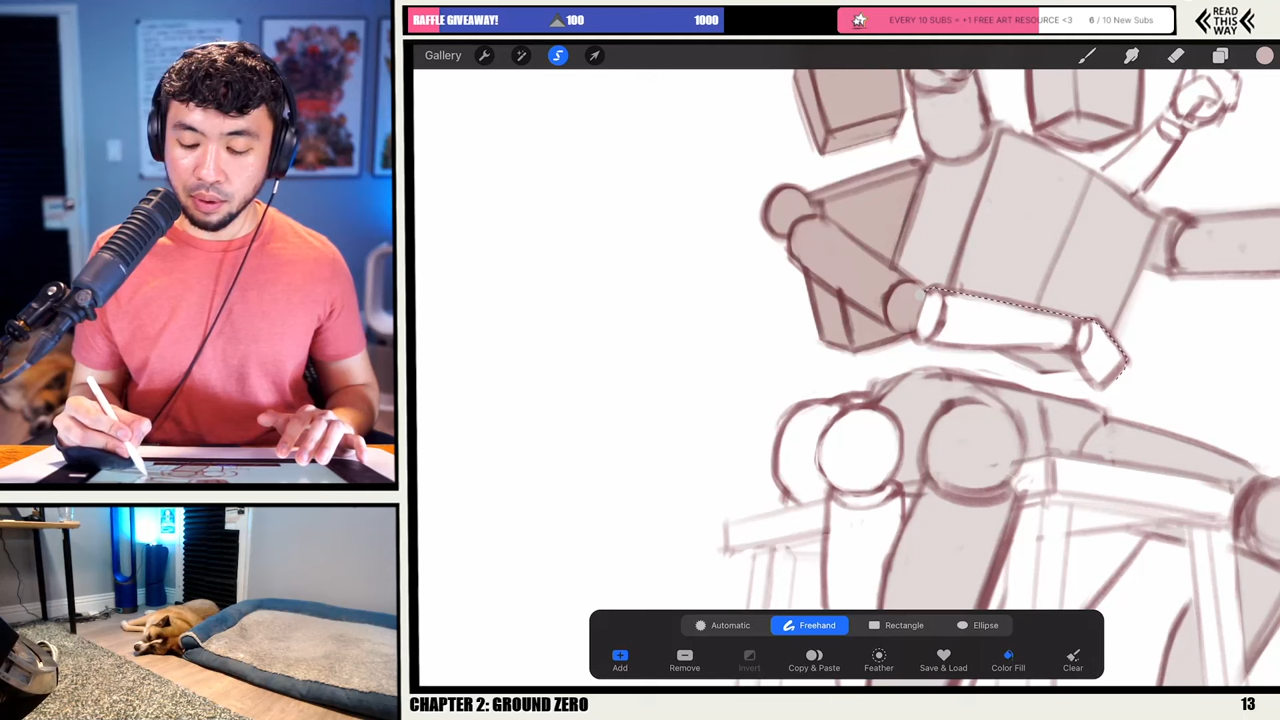 RAFFLE GIVEAWAY!
100
1000
EVERY 10 SUBS = +1 FREE ART RESOURCE <3
6 / 10 New Subs
READ
THIS
WAY
Gallery
Automatic
Freehand
Rectangle
Ellipse
Add
Remove
Invert
Copy & Paste
Feather
Save & Load
Color Fill
Clear
CHAPTER 2: GROUND ZERO
13